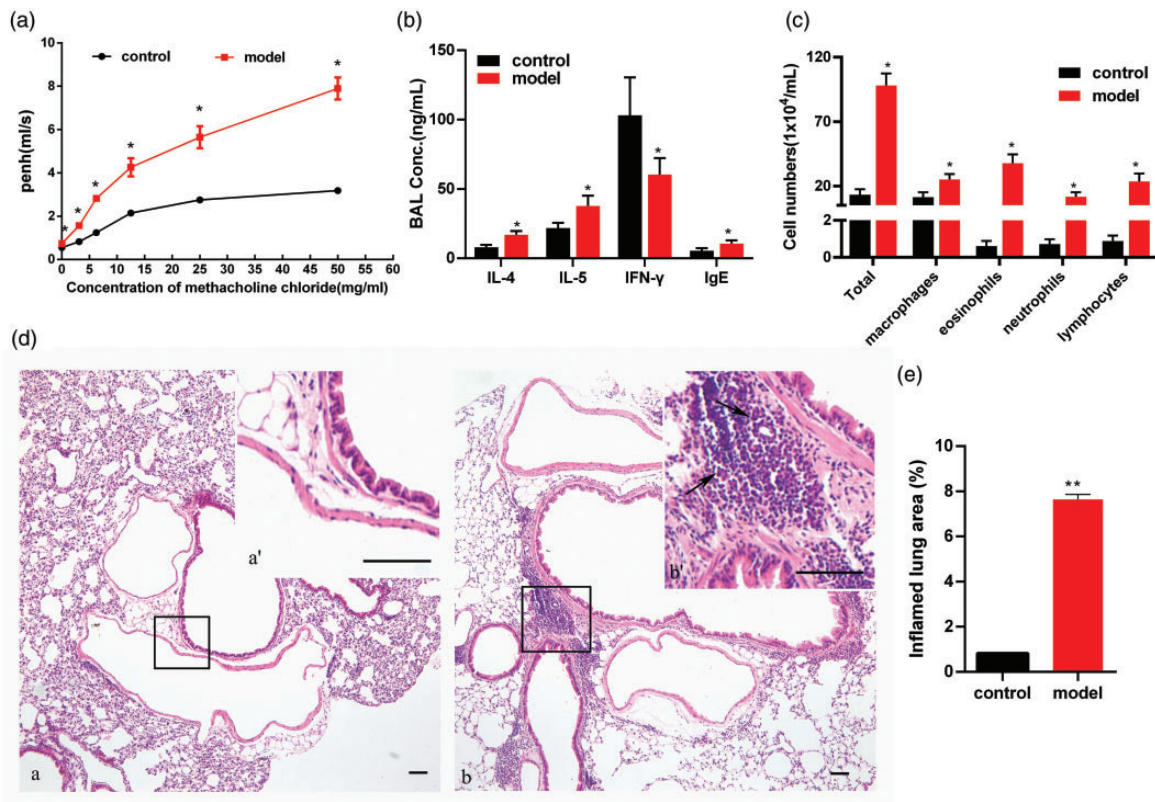 (a)
control
model
penh(ml/s)
10
8
6
4
2
0
* * * * * *
0 5 10 15 20 25 30 35 40 45 50 55 60
Concentration of methacholine chloride(mg/ml)
(b)
control
model
BAL Conc.(ng/mL)
150
100
50
0
* * * *
IL-4 IL-5 IFN-γ IgE
(c)
control
model
Cell numbers(1x10⁴/mL)
120
70
20
2
0
* * * * *
Total macrophages eosinophils neutrophils lymphocytes
(d)
a'
a
b'
b
(e)
Inflamed lung area (%)
10
8
6
4
2
0
**
control model